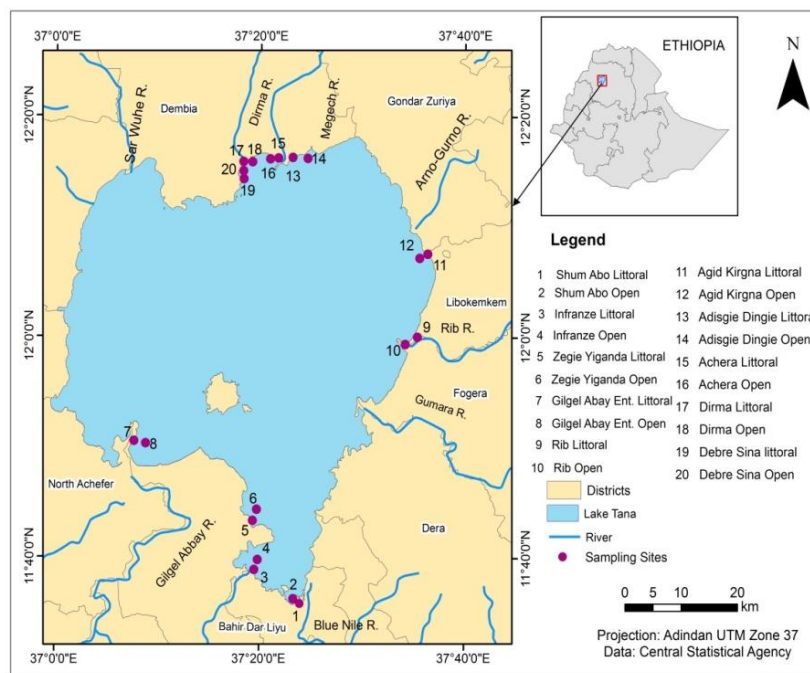 37°0'0"E 37°20'0"E 37°40'0"E
ETHIOPIA
N
12°20'0"N
12°20'0"N
Dembia
Gondar Zuriya
Sar Wuhe R.
Dirma R.
Megech R.
Arno-Gurno R.
17 18 15
20 16 13 14
19
12
11
Libokemkem
9
Rib R.
10
12°0'0"N
12°0'0"N
Fogera
Gumara R.
7
8
North Achefer
6
5
Dera
Gilgel Abbay R.
4
3
2
1
11°40'0"N
11°40'0"N
Bahir Dar Liyu
Blue Nile R.
37°0'0"E 37°20'0"E 37°40'0"E
Legend
1 Shum Abo Littoral
2 Shum Abo Open
3 Infranze Littoral
4 Infranze Open
5 Zegie Yiganda Littoral
6 Zegie Yiganda Open
7 Gilgel Abay Ent. Littoral
8 Gilgel Abay Ent. Open
9 Rib Littoral
10 Rib Open
11 Agid Kirgna Littoral
12 Agid Kirgna Open
13 Adisgie Dingie Littora
14 Adisgie Dingie Open
15 Achera Littoral
16 Achera Open
17 Dirma Littoral
18 Dirma Open
19 Debre Sina littoral
20 Debre Sina Open
Districts
Lake Tana
River
Sampling Sites
0 5 10 20
km
Projection: Adindan UTM Zone 37
Data: Central Statistical Agency